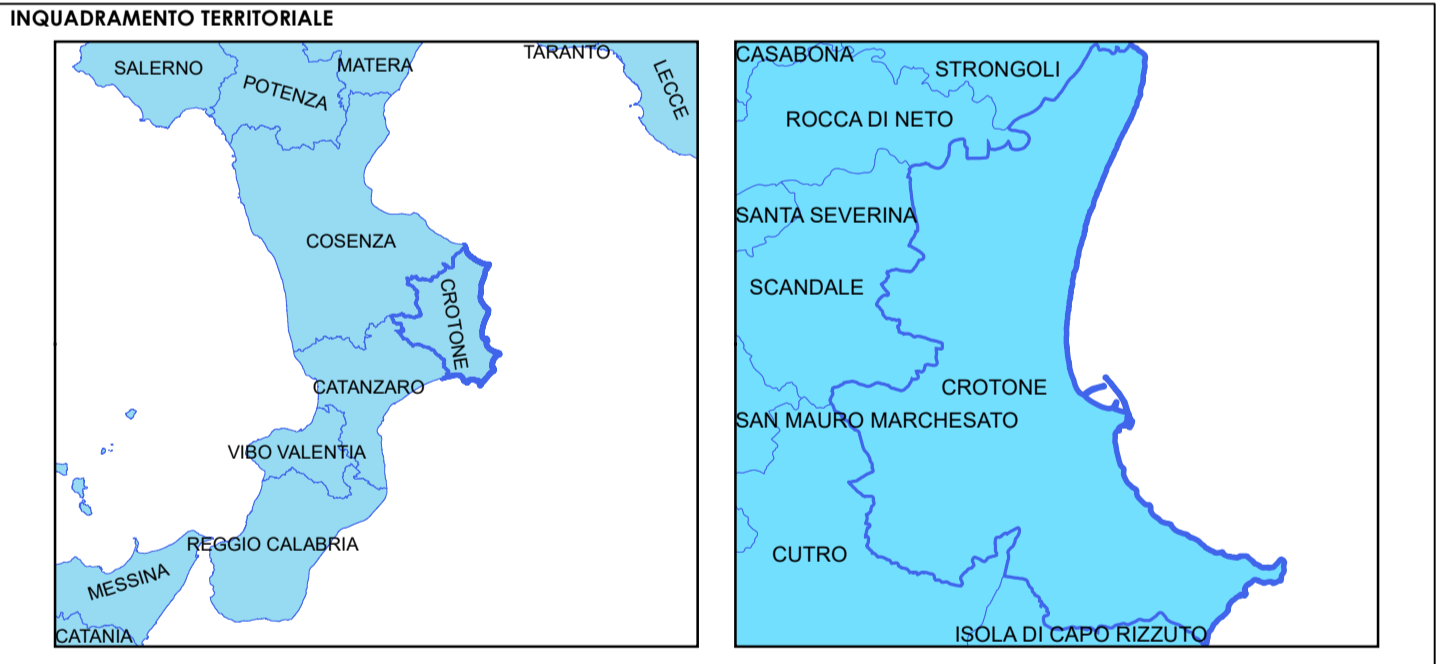 INQUADRAMENTO TERRITORIALE
SALERNO
POTENZA
MATERA
TARANTO
LECCE
COSENZA
CROTONE
CATANZARO
VIBO VALENTIA
REGGIO CALABRIA
MESSINA
CATANIA
CASABONA
STRONGOLI
ROCCA DI NETO
SANTA SEVERINA
SCANDALE
CROTONE
SAN MAURO MARCHESATO
CUTRO
ISOLA DI CAPO RIZZUTO